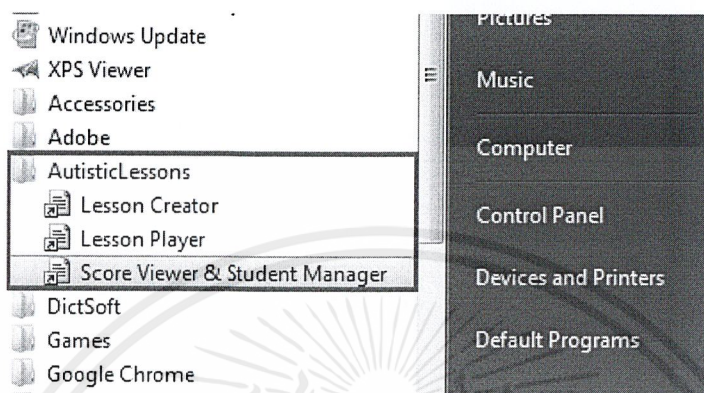 Windows Update
XPS Viewer
Accessories
Adobe
AutisticLessons
Lesson Creator
Lesson Player
Score Viewer & Student Manager
DictSoft
Games
Google Chrome
Pictures
Music
Computer
Control Panel
Devices and Printers
Default Programs